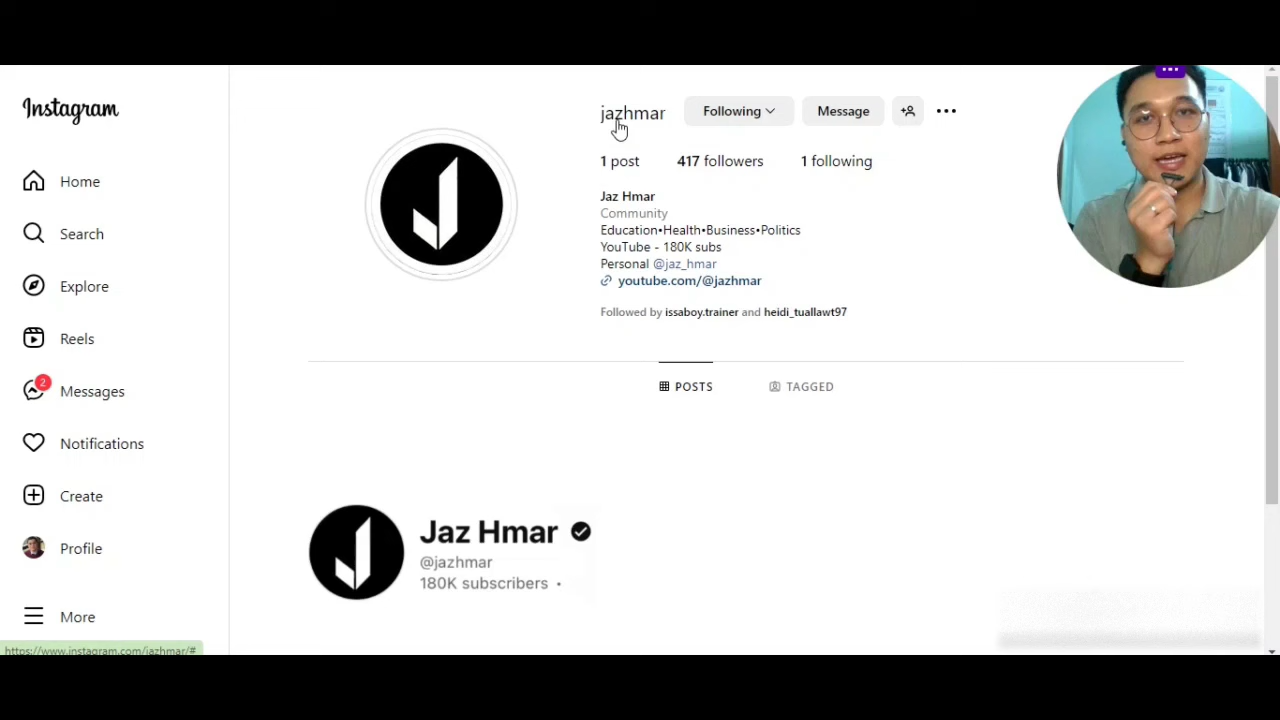 Instagram
Home
Search
Explore
Reels
2
Messages
Notifications
Create
Profile
More
https://www.instagram.com/jazhmar/#
jazhmar Following Message
1 post 417 followers 1 following
Jaz Hmar
Community
Education•Health•Business•Politics
YouTube - 180K subs
Personal @jaz_hmar
youtube.com/@jazhmar
Followed by issaboy.trainer and heidi_tuallawt97
POSTS TAGGED
Jaz Hmar
@jazhmar
180K subscribers •